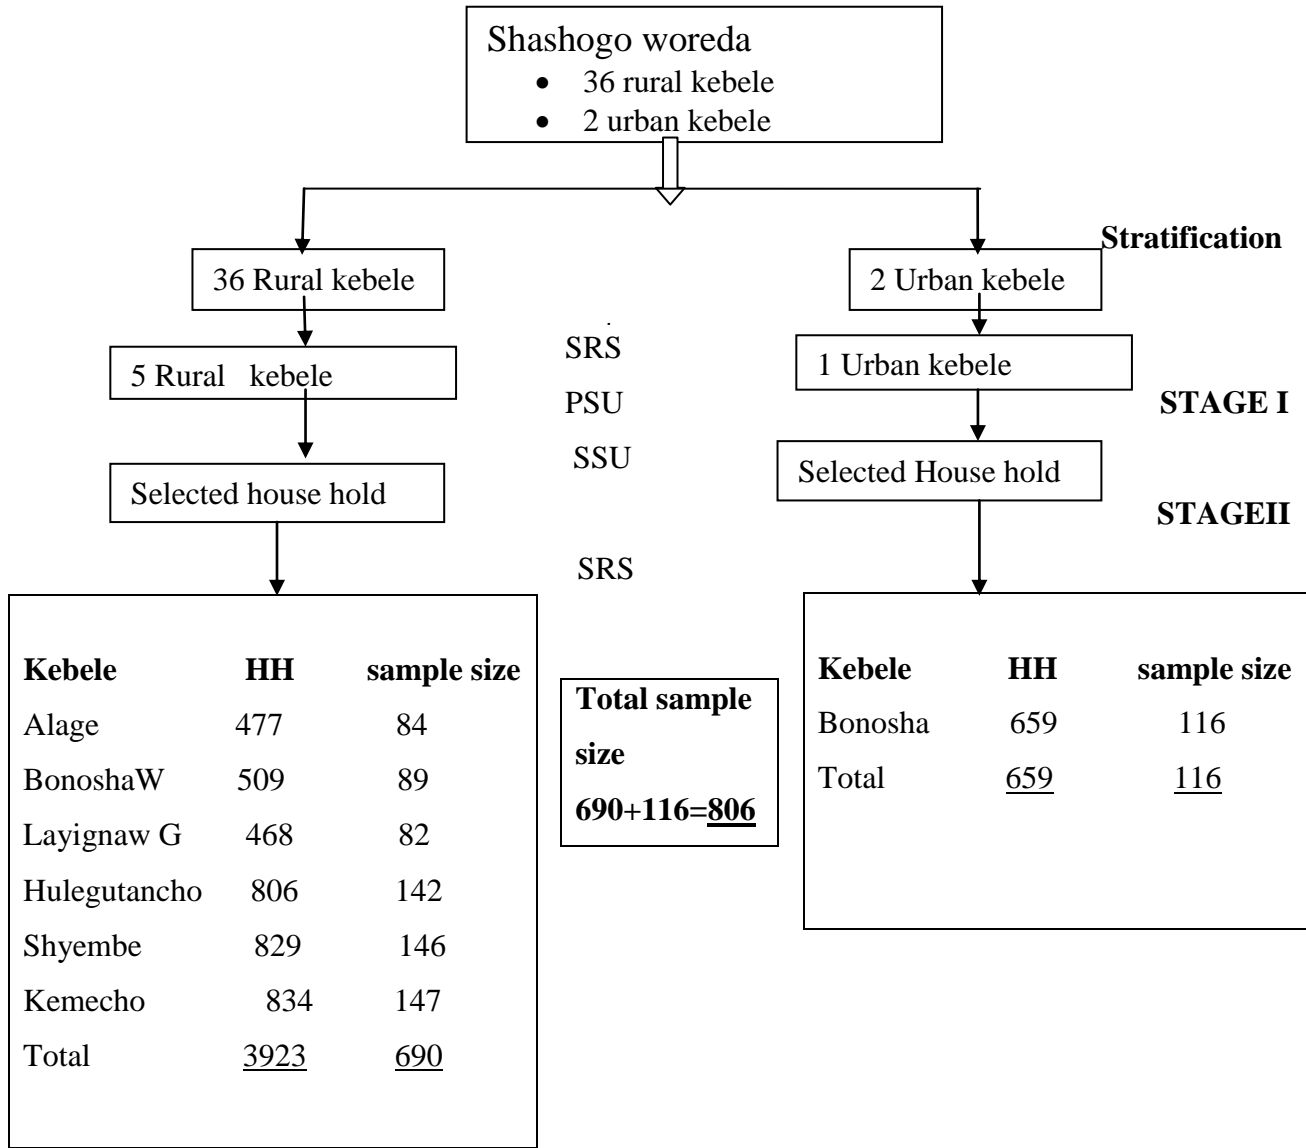 Shashogo woreda
• 36 rural kebele
• 2 urban kebele
Stratification
36 Rural kebele
2 Urban kebele
5 Rural kebele
SRS
1 Urban kebele
PSU
STAGE I
SSU
Selected house hold
Selected House hold
STAGEII
SRS
Kebele HH sample size
Alage 477 84
BonoshaW 509 89
Layignaw G 468 82
Hulegutancho 806 142
Shyembe 829 146
Kemecho 834 147
Total 3923 690
Total sample
size
690+116=806
Kebele HH sample size
Bonosha 659 116
Total 659 116